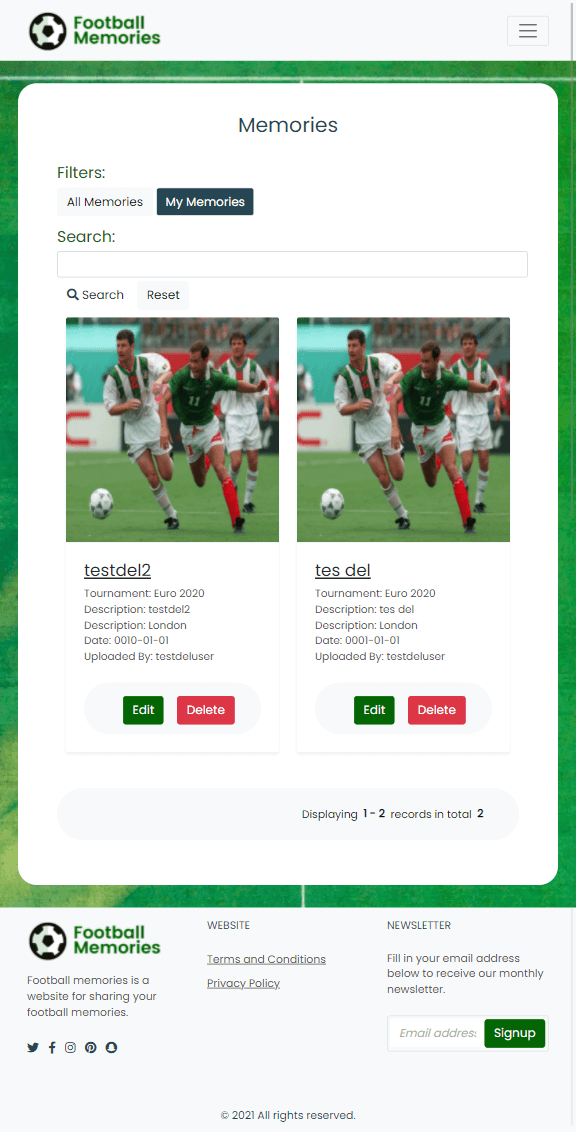 Football
Memories
Memories
Filters:
All Memories My Memories
Search:
Search Reset
11
11
testdel2
Tournament: Euro 2020
Description: testdel2
Description: London
Date: 0010-01-01
Uploaded By: testdeluser
Edit Delete
tes del
Tournament: Euro 2020
Description: tes del
Description: London
Date: 0001-01-01
Uploaded By: testdeluser
Edit Delete
Displaying 1 - 2 records in total 2
Football
Memories
Football memories is a
website for sharing your
football memories.
WEBSITE
Terms and Conditions
Privacy Policy
NEWSLETTER
Fill in your email address
below to receive our monthly
newsletter.
Email address Signup
© 2021 All rights reserved.